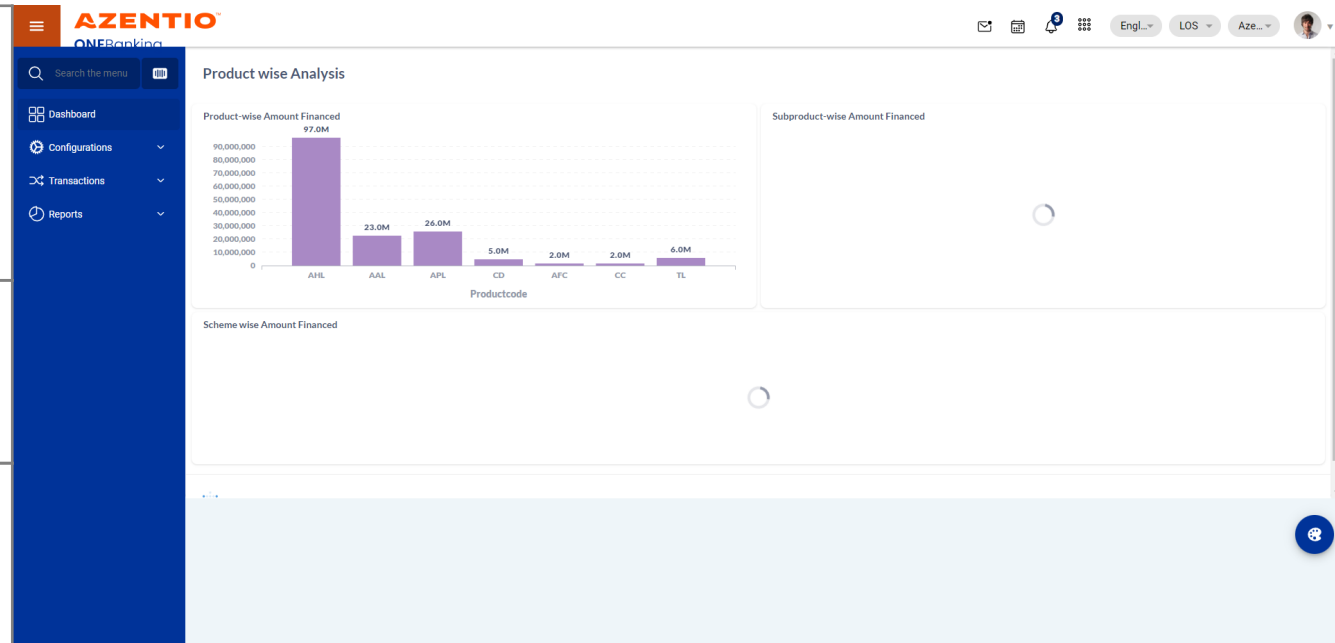 AZENTIO™
ONEBanking
3
Engl...
LOS
Aze...
Search the menu
Dashboard
Configurations
Transactions
Reports
Product wise Analysis
Product-wise Amount Financed
97.0M
90,000,000
80,000,000
70,000,000
60,000,000
50,000,000
40,000,000
30,000,000
20,000,000
10,000,000
0
23.0M
26.0M
5.0M
2.0M
2.0M
6.0M
AHL AAL APL CD AFC CC TL
Productcode
Subproduct-wise Amount Financed
Scheme wise Amount Financed